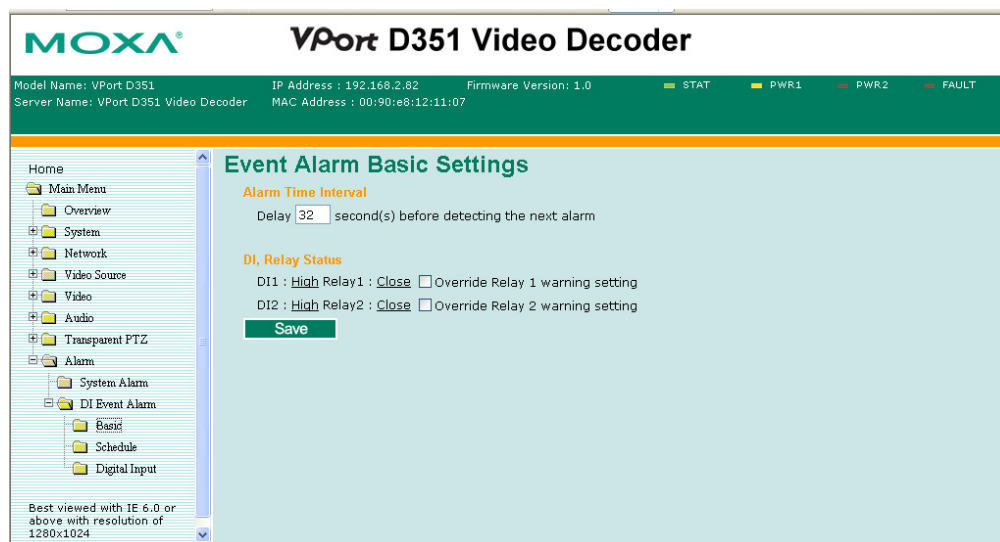 MOXA®
VPort D351 Video Decoder
Model Name: VPort D351 IP Address : 192.168.2.82 Firmware Version: 1.0 STAT PWR1 PWR2 FAULT
Server Name: VPort D351 Video Decoder MAC Address : 00:90:e8:12:11:07
Home
Main Menu
Overview
System
Network
Video Source
Video
Audio
Transparent PTZ
Alarm
System Alarm
DI Event Alarm
Basic
Schedule
Digital Input
Best viewed with IE 6.0 or
above with resolution of
1280x1024
Event Alarm Basic Settings
Alarm Time Interval
Delay 32 second(s) before detecting the next alarm
DI, Relay Status
DI1 : High Relay1 : Close Override Relay 1 warning setting
DI2 : High Relay2 : Close Override Relay 2 warning setting
Save